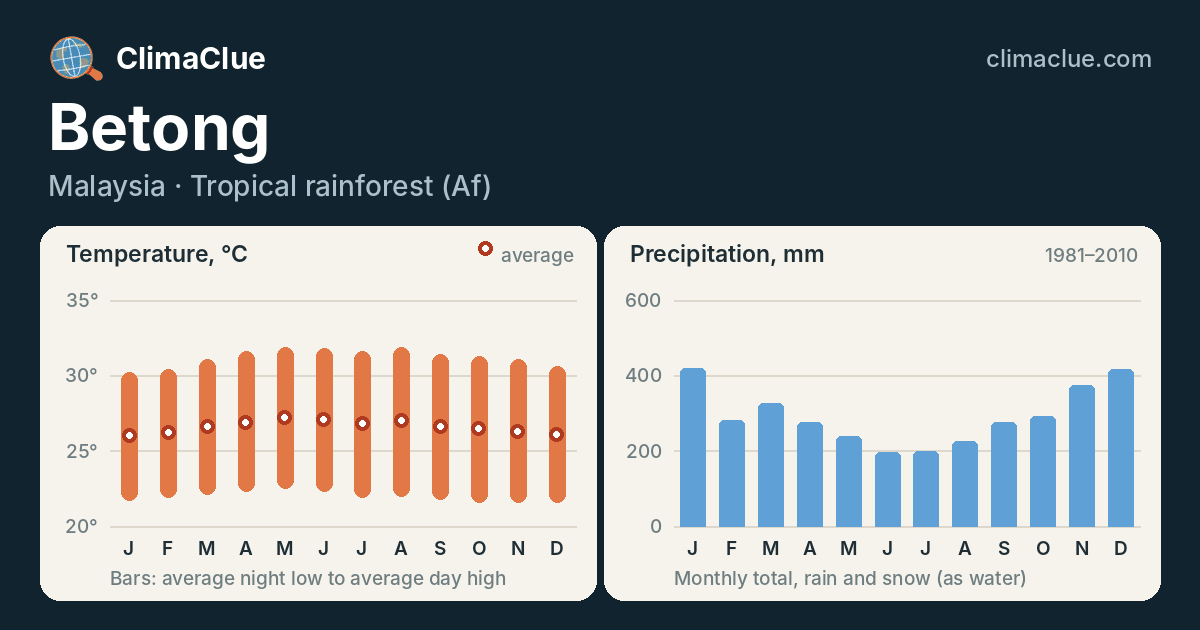 ClimaClue
climaclue.com
Betong
Malaysia · Tropical rainforest (Af)
Temperature, °C
average
35°
30°
25°
20°
J F M A M J J A S O N D
Bars: average night low to average day high
Precipitation, mm
1981–2010
600
400
200
0
J F M A M J J A S O N D
Monthly total, rain and snow (as water)